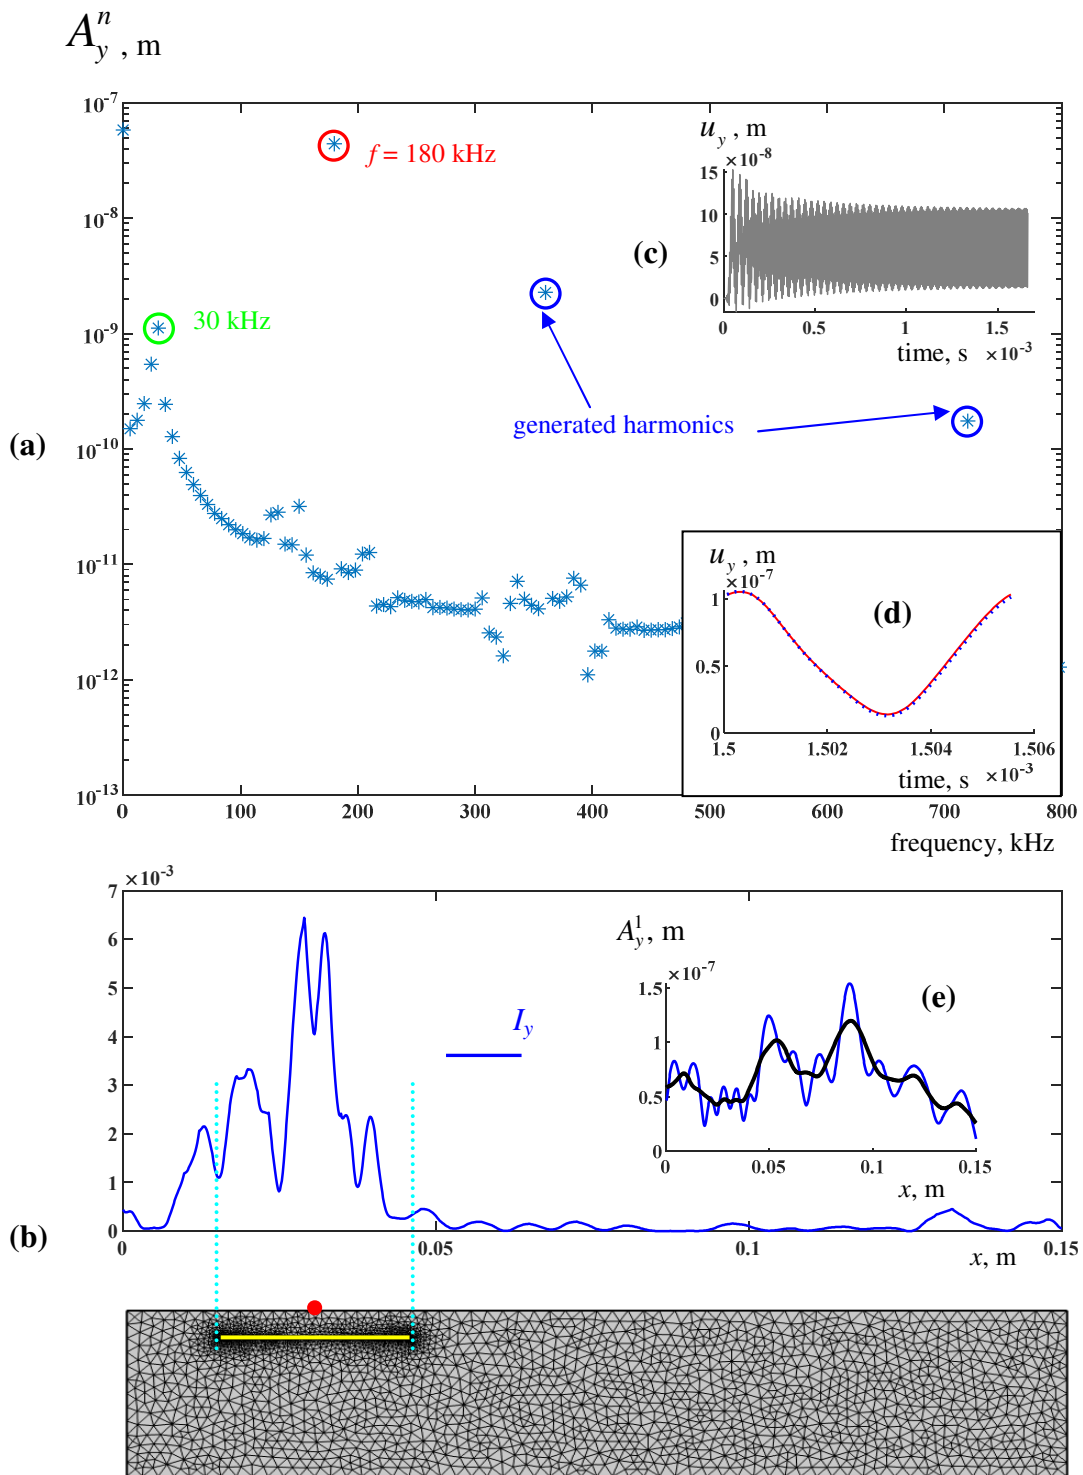 A_y^n , m
10^-7
10^-8
10^-9
10^-10
10^-11
10^-12
10^-13
(a)
f = 180 kHz
30 kHz
generated harmonics
u_y , m
×10^-8
15
10
5
0
(c)
0 0.5 1 1.5
time, s ×10^-3
u_y, m
×10^-7
1
0.5
0
(d)
1.5 1.502 1.504 1.506
time, s ×10^-3
0 100 200 300 400 500 600 700 800
frequency, kHz
×10^-3
7
6
5
4
3
2
1
0
(b)
I_y
A_y^1, m
×10^-7
1.5
1
0.5
0
(e)
0 0.05 0.1 0.15
x, m
0 0.05 0.1 0.15
x, m